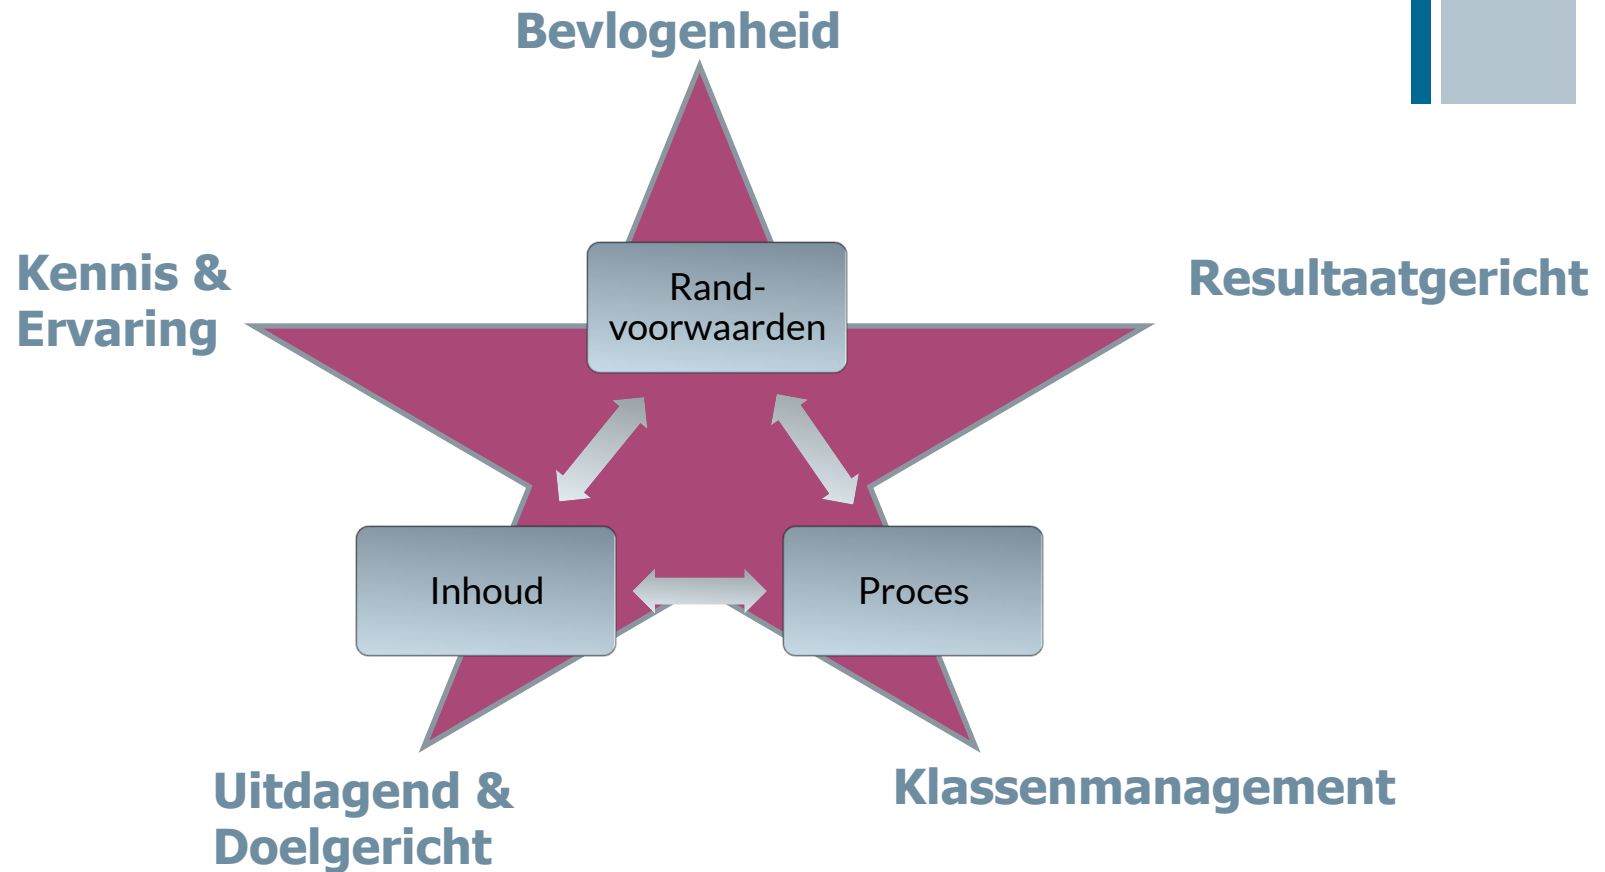 Bevlogenheid
Kennis &
Ervaring
Resultaatgericht
Rand-
voorwaarden
Inhoud
Proces
Uitdagend &
Doelgericht
Klassenmanagement